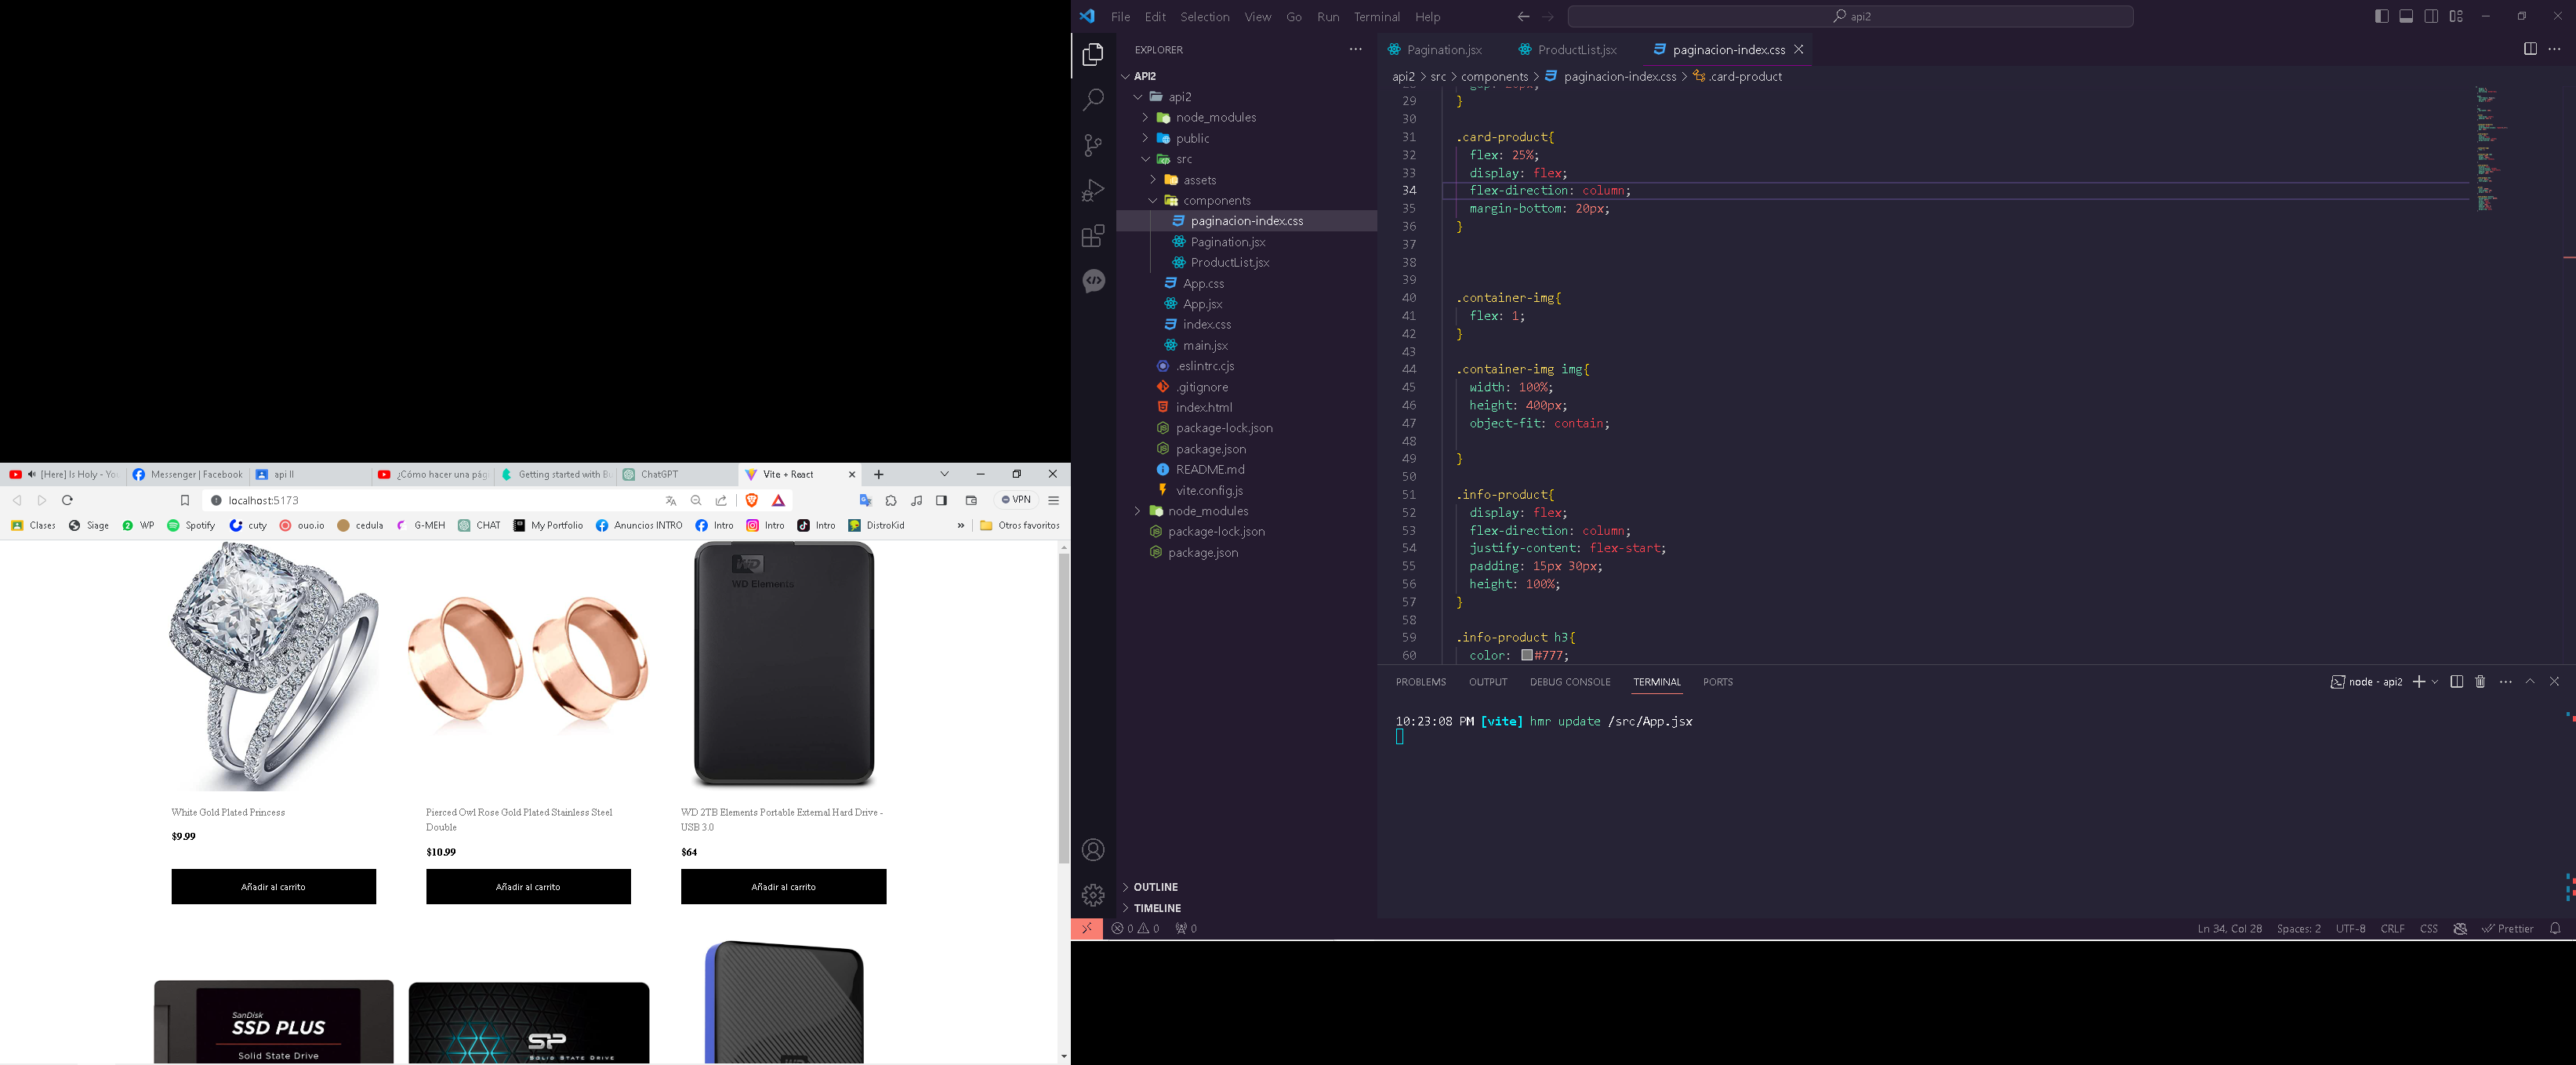 File Edit Selection View Go Run Terminal Help
api2
EXPLORER
API2
api2
node_modules
public
src
assets
components
paginacion-index.css
Pagination.jsx
ProductList.jsx
App.css
App.jsx
index.css
main.jsx
.eslintrc.cjs
.gitignore
index.html
package-lock.json
package.json
README.md
vite.config.js
node_modules
package-lock.json
package.json
OUTLINE
TIMELINE
Pagination.jsx ProductList.jsx paginacion-index.css
api2 > src > components > paginacion-index.css > .card-product
29 }
30
31 .card-product{
32 flex: 25%;
33 display: flex;
34 flex-direction: column;
35 margin-bottom: 20px;
36 }
37
38
39
40 .container-img{
41 flex: 1;
42 }
43
44 .container-img img{
45 width: 100%;
46 height: 400px;
47 object-fit: contain;
48
49 }
50
51 .info-product{
52 display: flex;
53 flex-direction: column;
54 justify-content: flex-start;
55 padding: 15px 30px;
56 height: 100%;
57 }
58
59 .info-product h3{
60 color: #777;
PROBLEMS OUTPUT DEBUG CONSOLE TERMINAL PORTS
node - api2
10:23:08 PM [vite] hmr update /src/App.jsx
0 0 0
Ln 34, Col 28 Spaces: 2 UTF-8 CRLF CSS Prettier
[Here] Is Holy - Messenger | Facebook api II ¿Cómo hacer una Getting started with ChatGPT Vite + React
localhost:5173
VPN
Clases Siage WP Spotify cuty ouo.io cedula G-MEH CHAT My Portfolio Anuncios INTRO Intro Intro Intro DistroKid » Otros favoritos
WD
WD Elements
White Gold Plated Princess
$9.99
Añadir al carrito
Pierced Owl Rose Gold Plated Stainless Steel
Double
$10.99
Añadir al carrito
WD 2TB Elements Portable External Hard Drive -
USB 3.0
$64
Añadir al carrito
SanDisk
SSD PLUS
Solid State Drive
SP
SOLID STATE DRIVE